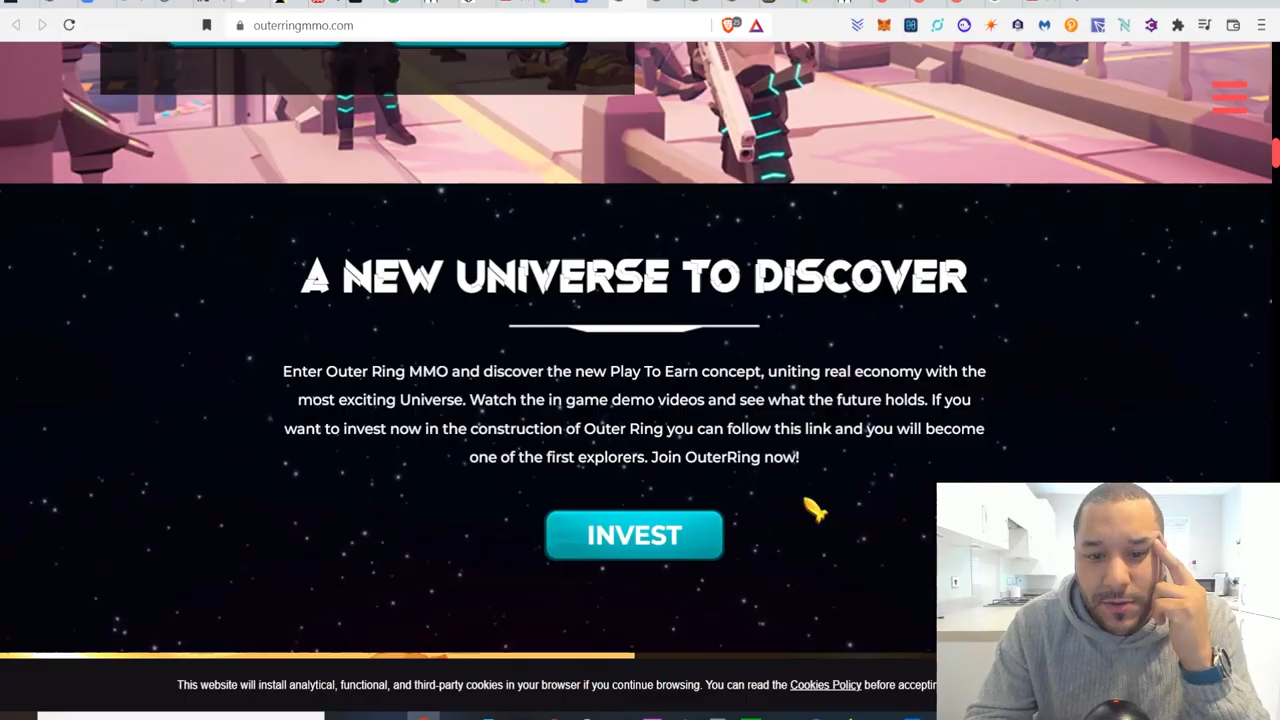 outerringmmo.com
A NEW UNIVERSE TO DISCOVER
Enter Outer Ring MMO and discover the new Play To Earn concept, uniting real economy with the
most exciting Universe. Watch the in game demo videos and see what the future holds. If you
want to invest now in the construction of Outer Ring you can follow this link and you will become
one of the first explorers. Join OuterRing now!
INVEST
This website will install analytical, functional, and third-party cookies in your browser if you continue browsing. You can read the Cookies Policy before